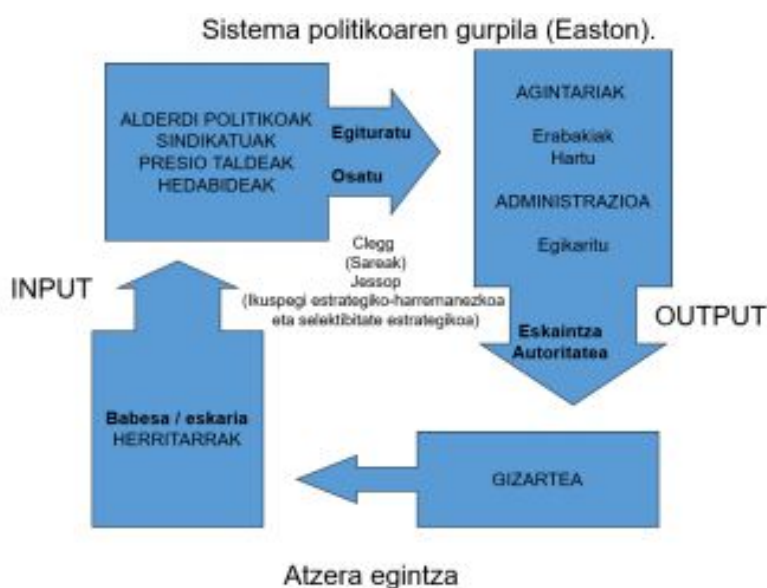 Sistema politikoaren gurpila (Easton).
ALDERDI POLITIKOAK
SINDIKATUAK
PRESIO TALDEAK
HEDABIDEAK
Egituratu
Osatu
AGINTARIAK
Erabakiak
Hartu
ADMINISTRAZIOA
Egikaritu
Clegg
(Sareak)
Jessop
(Ikuspegi estrategiko-harremanezkoa
eta selektibitate estrategikoa)
INPUT
OUTPUT
Eskaintza
Autoritatea
Babesa / eskaria
HERRITARRAK
GIZARTEA
Atzera egintza